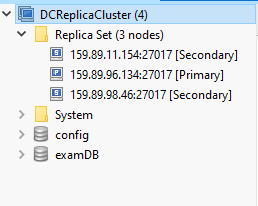 DCReplicaCluster (4)
Replica Set (3 nodes)
S 159.89.11.154:27017 [Secondary]
P 159.89.96.134:27017 [Primary]
S 159.89.98.46:27017 [Secondary]
System
config
examDB